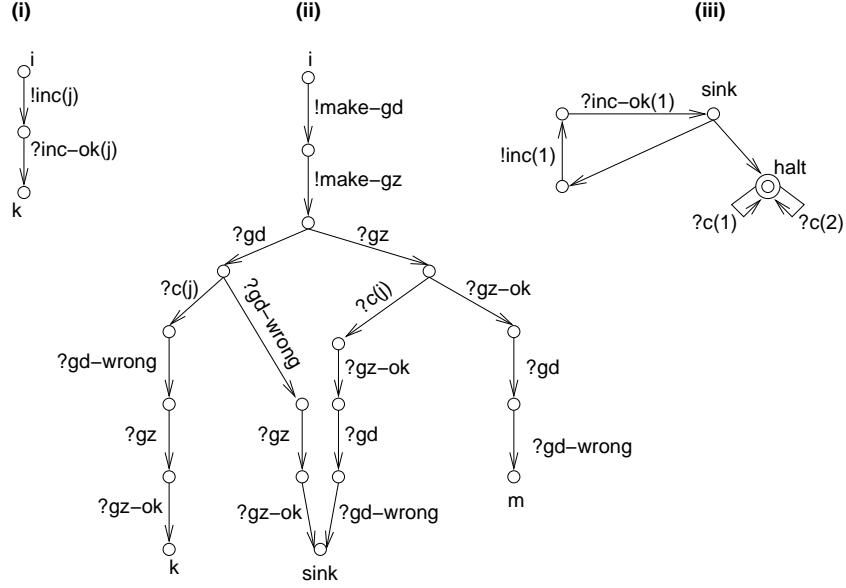 (i)
i
!inc(j)
?inc-ok(j)
k
(ii)
i
!make-gd
!make-gz
?gd
?gz
?c(j)
?gd-wrong
?c(j)
?gz-ok
?gd-wrong
?gz-ok
?gd
?gz
?gz
?gd
?gd-wrong
?gz-ok
?gz-ok
?gd-wrong
m
k
sink
(iii)
sink
?inc-ok(1)
!inc(1)
halt
?c(1)
?c(2)